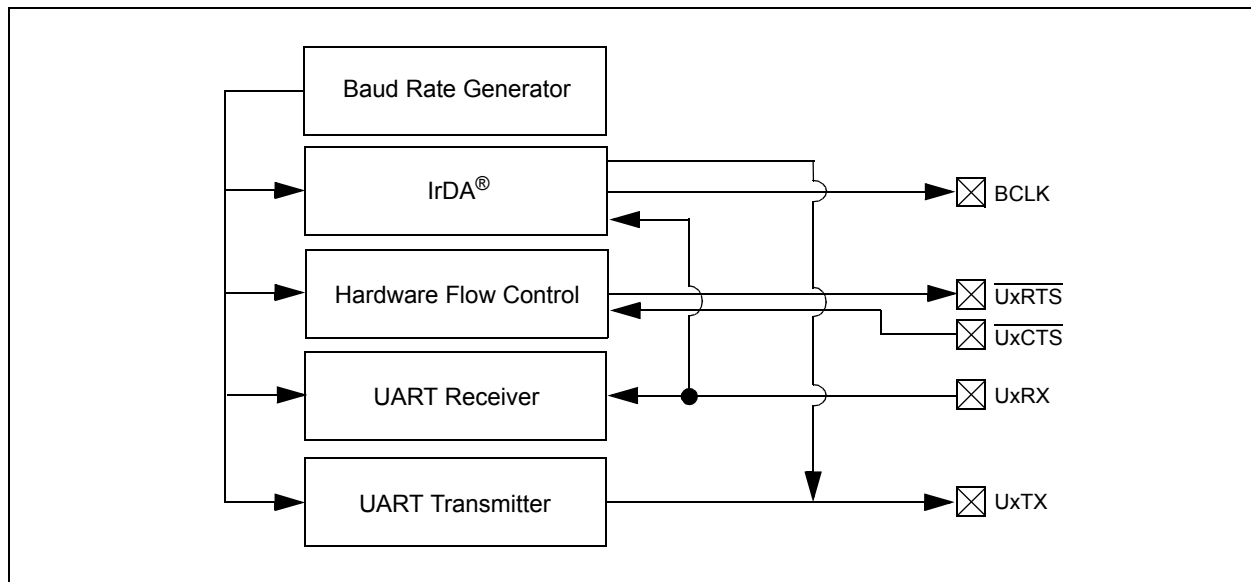 Baud Rate Generator
IrDA®
BCLK
Hardware Flow Control
UxRTS
UxCTS
UART Receiver
UxRX
UART Transmitter
UxTX